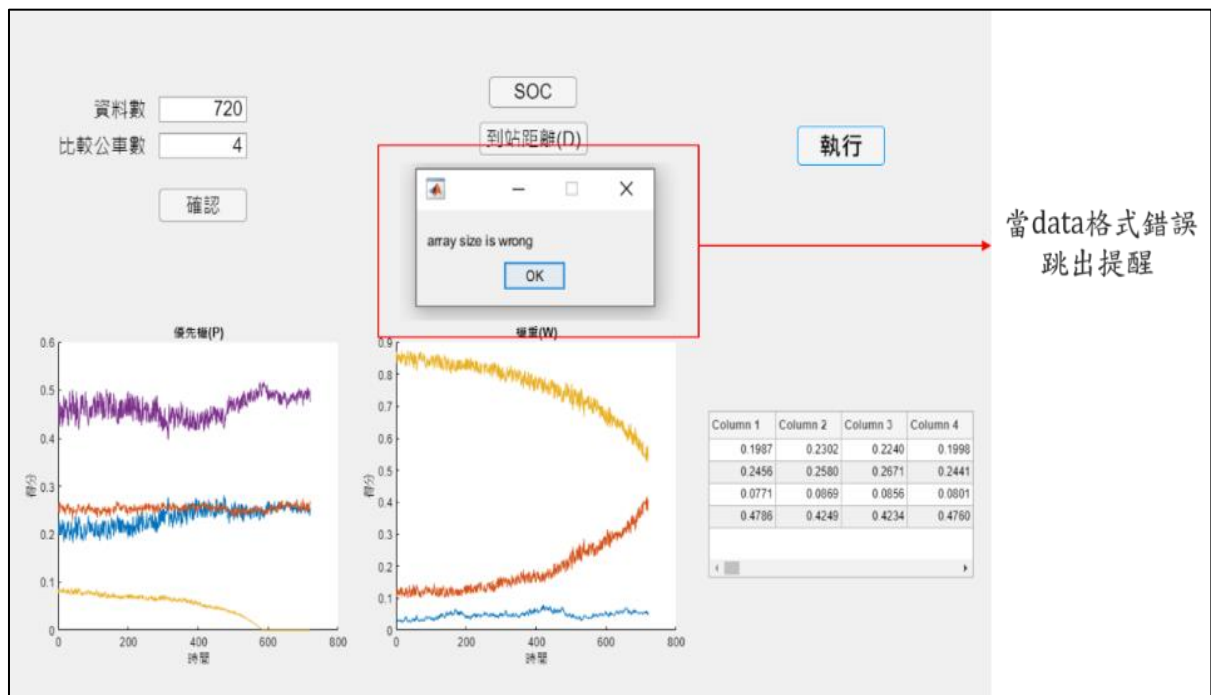 資料數 720
比較公車數 4
確認
SOC
到站距離(D)
執行
array size is wrong
OK
當data格式錯誤
跳出提醒
優先權(P)
0.6
0.5
0.4
0.3
0.2
0.1
0
得分
0 200 400 600 800
時間
權重(W)
0.9
0.8
0.7
0.6
0.5
0.4
0.3
0.2
0.1
0
得分
0 200 400 600 800
時間
Column 1 Column 2 Column 3 Column 4
0.1987 0.2302 0.2240 0.1998
0.2456 0.2580 0.2671 0.2441
0.0771 0.0869 0.0856 0.0801
0.4786 0.4249 0.4234 0.4760